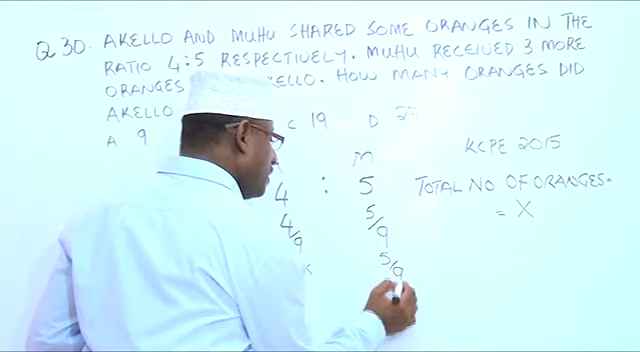 Q 30. AKELLO AND MUHU SHARED SOME ORANGES IN THE
RATIO 4:5 RESPECTIVELY. MUHU RECEIVED 3 MORE
ORANGES KELLO. HOW MANY ORANGES DID
AKELLO
A 9 C 19 D 27
M KCPE 2015
4 : 5 TOTAL NO OF ORANGES.
4/9 5/9 = X
5/9